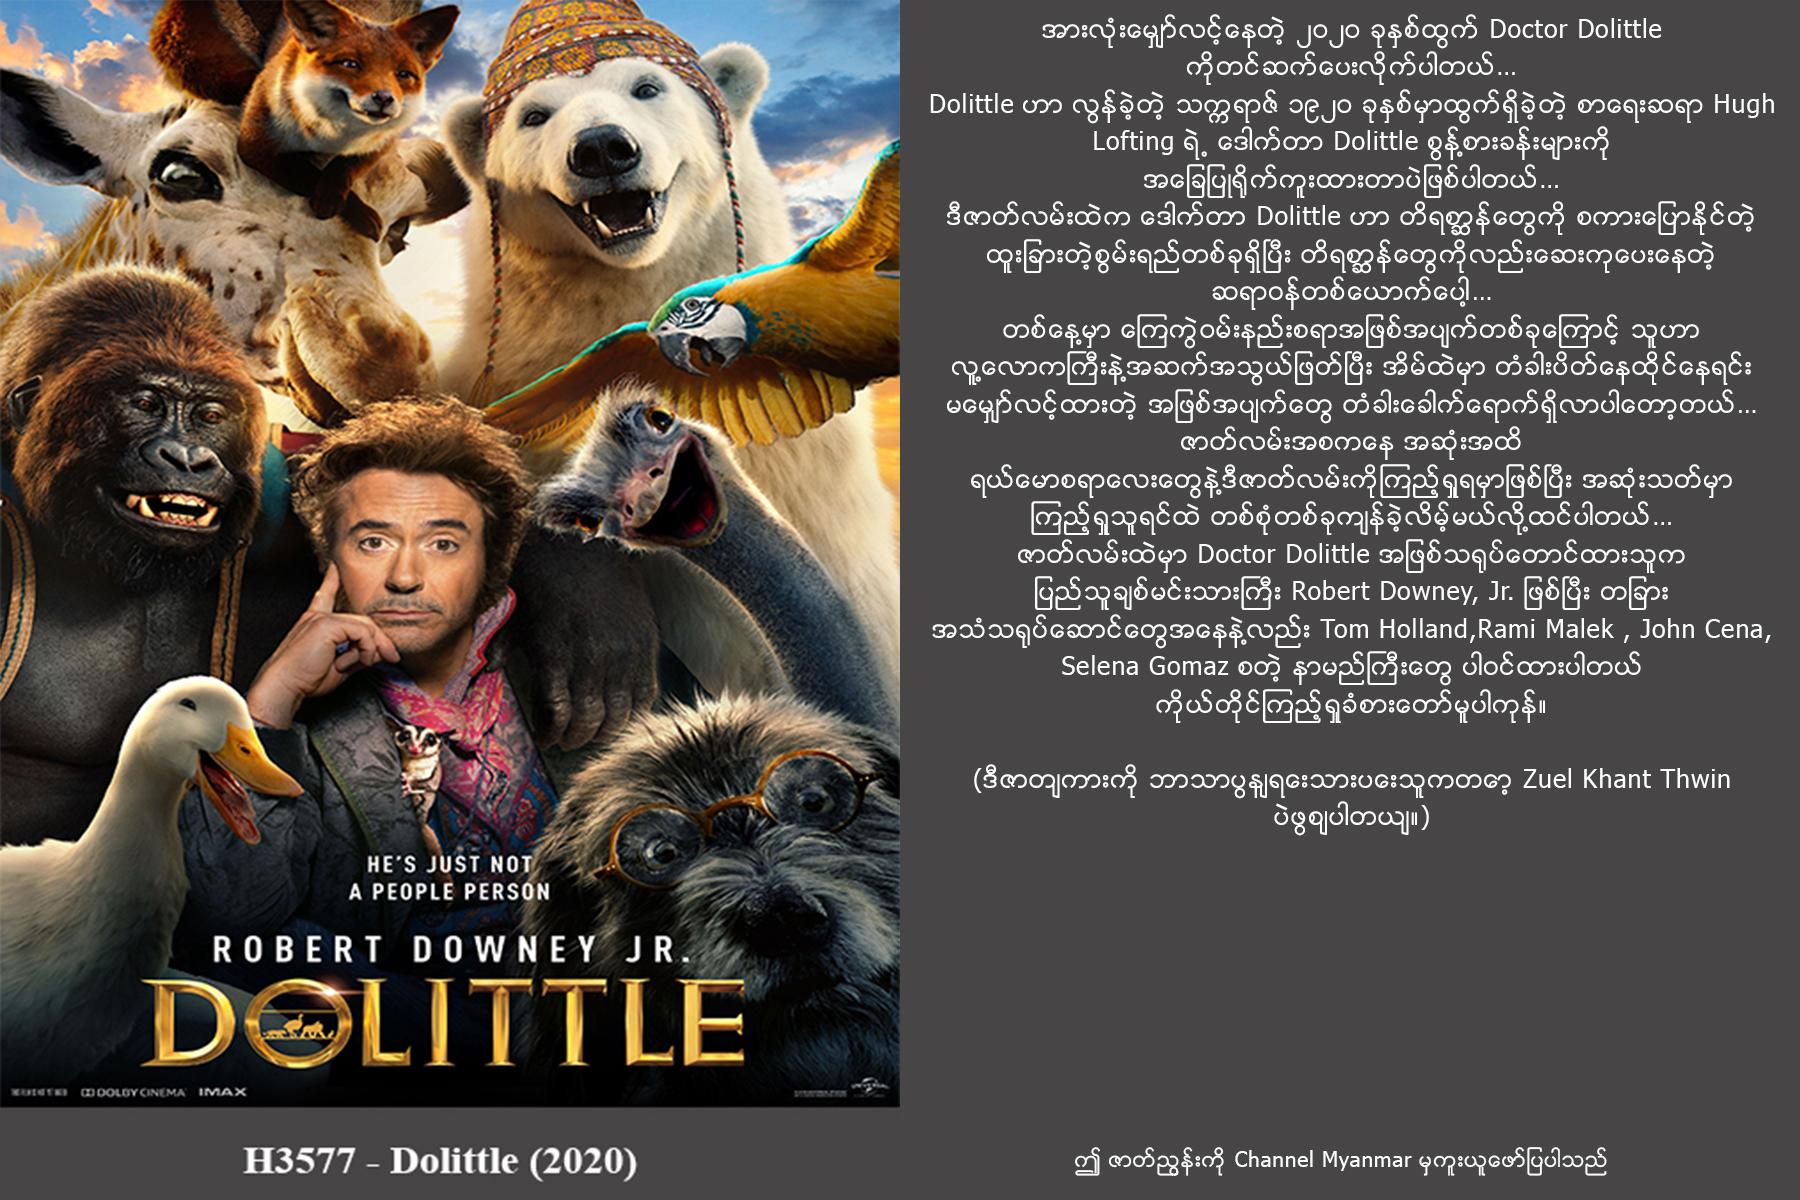 HE'S JUST NOT
A PEOPLE PERSON
ROBERT DOWNEY JR.
DOLITTLE
DOLBY CINEMA IMAX
UNIVERSAL
H3577 - Dolittle (2020)
အားလုံးမျှော်လင့်နေတဲ့ ၂၀၂၀ ခုနှစ်ထွက် Doctor Dolittle
ကိုတင်ဆက်ပေးလိုက်ပါတယ်...
Dolittle ဟာ လွန်ခဲ့တဲ့ သက္ကရာဇ် ၁၉၂၀ ခုနှစ်မှာထွက်ရှိခဲ့တဲ့ စာရေးဆရာ Hugh
Lofting ရဲ့ ဒေါက်တာ Dolittle စွန့်စားခန်းများကို
အခြေပြုရိုက်ကူးထားတာပဲဖြစ်ပါတယ်...
ဒီဇာတ်လမ်းထဲက ဒေါက်တာ Dolittle ဟာ တိရစ္ဆာန်တွေကို စကားပြောနိုင်တဲ့
ထူးခြားတဲ့စွမ်းရည်တစ်ခုရှိပြီး တိရစ္ဆာန်တွေကိုလည်းဆေးကုပေးနေတဲ့
ဆရာဝန်တစ်ယောက်ပေါ့...
တစ်နေ့မှာ ကြေကွဲဝမ်းနည်းစရာအဖြစ်အပျက်တစ်ခုကြောင့် သူဟာ
လူ့လောကကြီးနဲ့အဆက်အသွယ်ဖြတ်ပြီး အိမ်ထဲမှာ တံခါးပိတ်နေထိုင်နေရင်း
မမျှော်လင့်ထားတဲ့ အဖြစ်အပျက်တွေ တံခါးခေါက်ရောက်ရှိလာပါတော့တယ်...
ဇာတ်လမ်းအစကနေ အဆုံးအထိ
ရယ်မောစရာလေးတွေနဲ့ဒီဇာတ်လမ်းကိုကြည့်ရှုရမှာဖြစ်ပြီး အဆုံးသတ်မှာ
ကြည့်ရှုသူရင်ထဲ တစ်စုံတစ်ခုကျန်ခဲ့လိမ့်မယ်လို့ထင်ပါတယ်...
ဇာတ်လမ်းထဲမှာ Doctor Dolittle အဖြစ်သရုပ်တောင်ထားသူက
ပြည်သူချစ်မင်းသားကြီး Robert Downey, Jr. ဖြစ်ပြီး တခြား
အသံသရုပ်ဆောင်တွေအနေနဲ့လည်း Tom Holland,Rami Malek , John Cena,
Selena Gomaz စတဲ့ နာမည်ကြီးတွေ ပါဝင်ထားပါတယ်
ကိုယ်တိုင်ကြည့်ရှုခံစားတော်မူပါကုန်။
(ဒီဇာတျကားကို ဘာသာပွနျရေးသားပေးသူကတော့ Zuel Khant Thwin
ပဲဖွစျပါတယျ။)
ဤ ဇာတ်ညွှန်းကို Channel Myanmar မှကူးယူဖော်ပြပါသည်